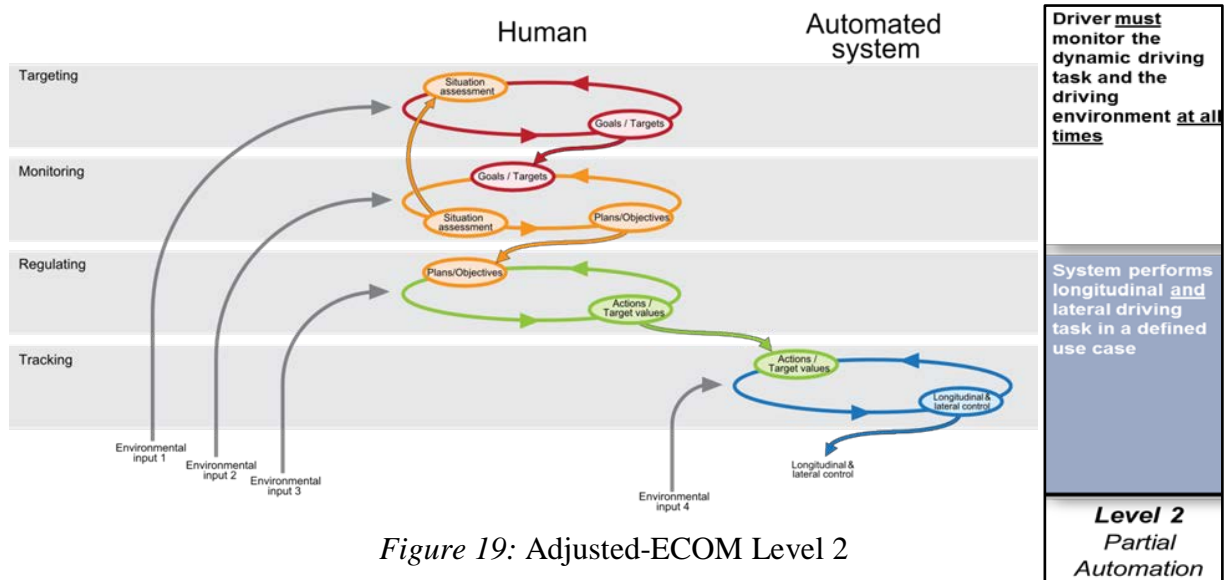 Human
Automated
system
Targeting
Situation
assessment
Goals / Targets
Monitoring
Goals / Targets
Situation
assessment
Plans/Objectives
Regulating
Plans/Objectives
Actions /
Target values
Tracking
Actions /
Target values
Longitudinal&
lateral control
Environmental
input 1
Environmental
input 2
Environmental
input 3
Environmental
input 4
Longitudinal&
lateral control
Figure 19: Adjusted-ECOM Level 2
Driver must
monitor the
dynamic driving
task and the
driving
environment at all
times
System performs
longitudinal and
lateral driving
task in a defined
use case
Level 2
Partial
Automation